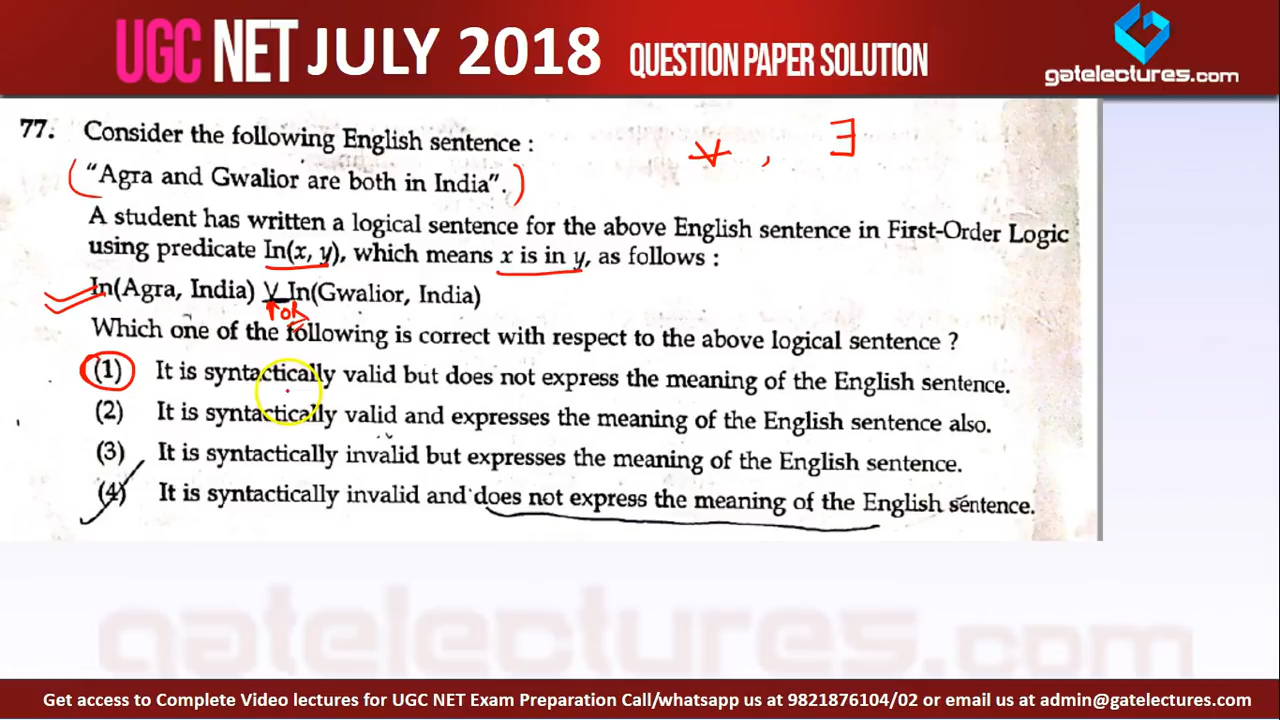 UGC NET JULY 2018 QUESTION PAPER SOLUTION
gatelectures.com
77. Consider the following English sentence :
∀ , ∃
("Agra and Gwalior are both in India".)
A student has written a logical sentence for the above English sentence in First-Order Logic
using predicate In(x, y), which means x is in y, as follows :
In(Agra, India) ∨ In(Gwalior, India)
OR
Which one of the following is correct with respect to the above logical sentence ?
(1) It is syntactically valid but does not express the meaning of the English sentence.
(2) It is syntactically valid and expresses the meaning of the English sentence also.
(3) It is syntactically invalid but expresses the meaning of the English sentence.
(4) It is syntactically invalid and does not express the meaning of the English sentence.
gatelectures.com
Get access to Complete Video lectures for UGC NET Exam Preparation Call/whatsapp us at 9821876104/02 or email us at admin@gatelectures.com